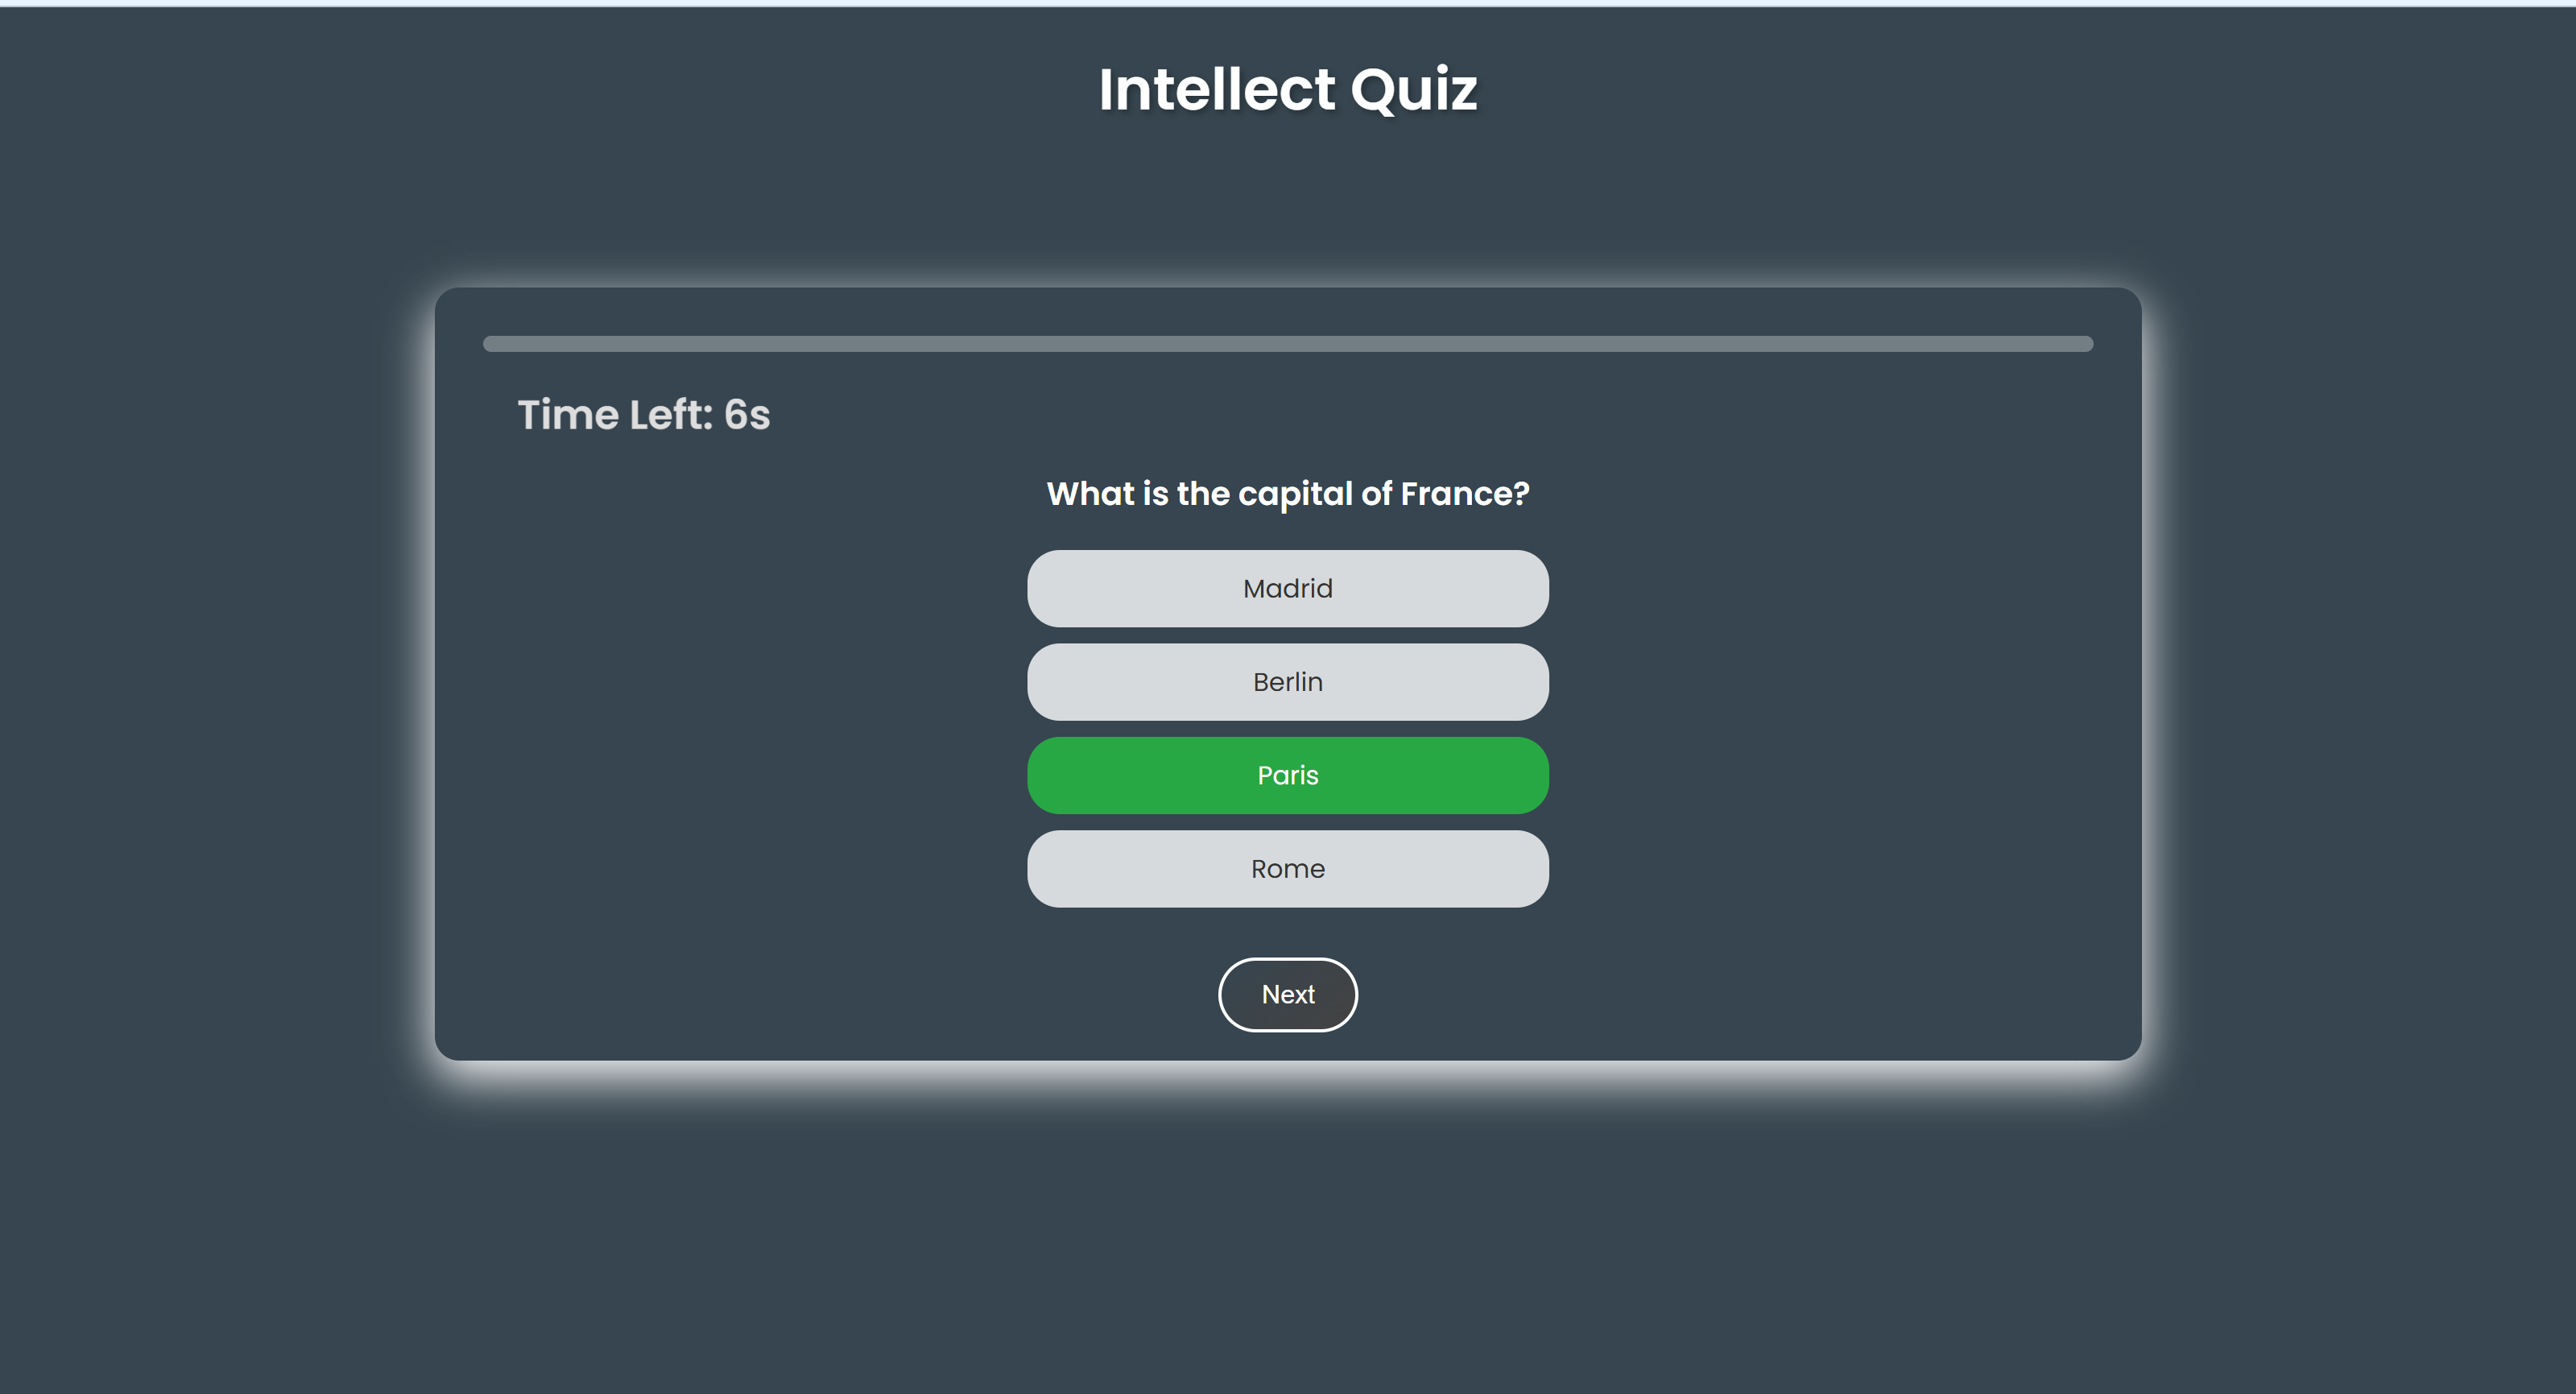 Intellect Quiz
Time Left: 6s
What is the capital of France?
Madrid
Berlin
Paris
Rome
Next